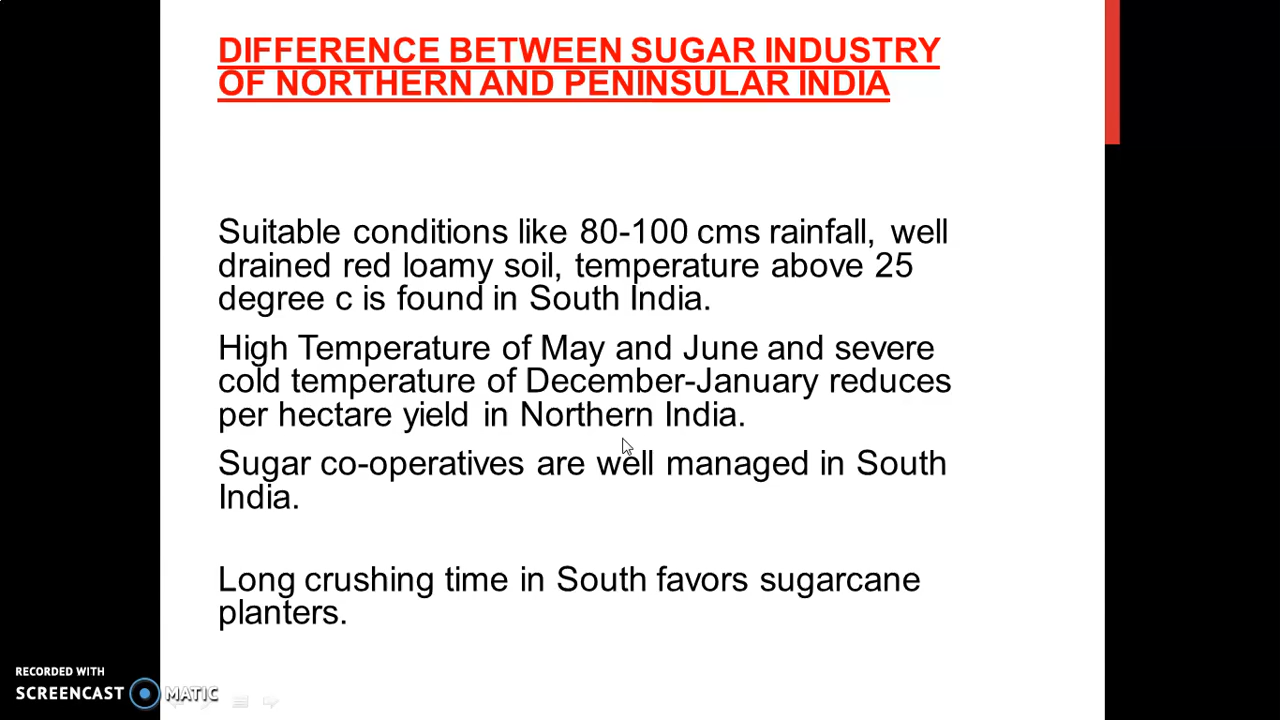 DIFFERENCE BETWEEN SUGAR INDUSTRY
OF NORTHERN AND PENINSULAR INDIA
Suitable conditions like 80-100 cms rainfall, well
drained red loamy soil, temperature above 25
degree c is found in South India.
High Temperature of May and June and severe
cold temperature of December-January reduces
per hectare yield in Northern India.
Sugar co-operatives are well managed in South
India.
Long crushing time in South favors sugarcane
planters.
RECORDED WITH
SCREENCAST MATIC